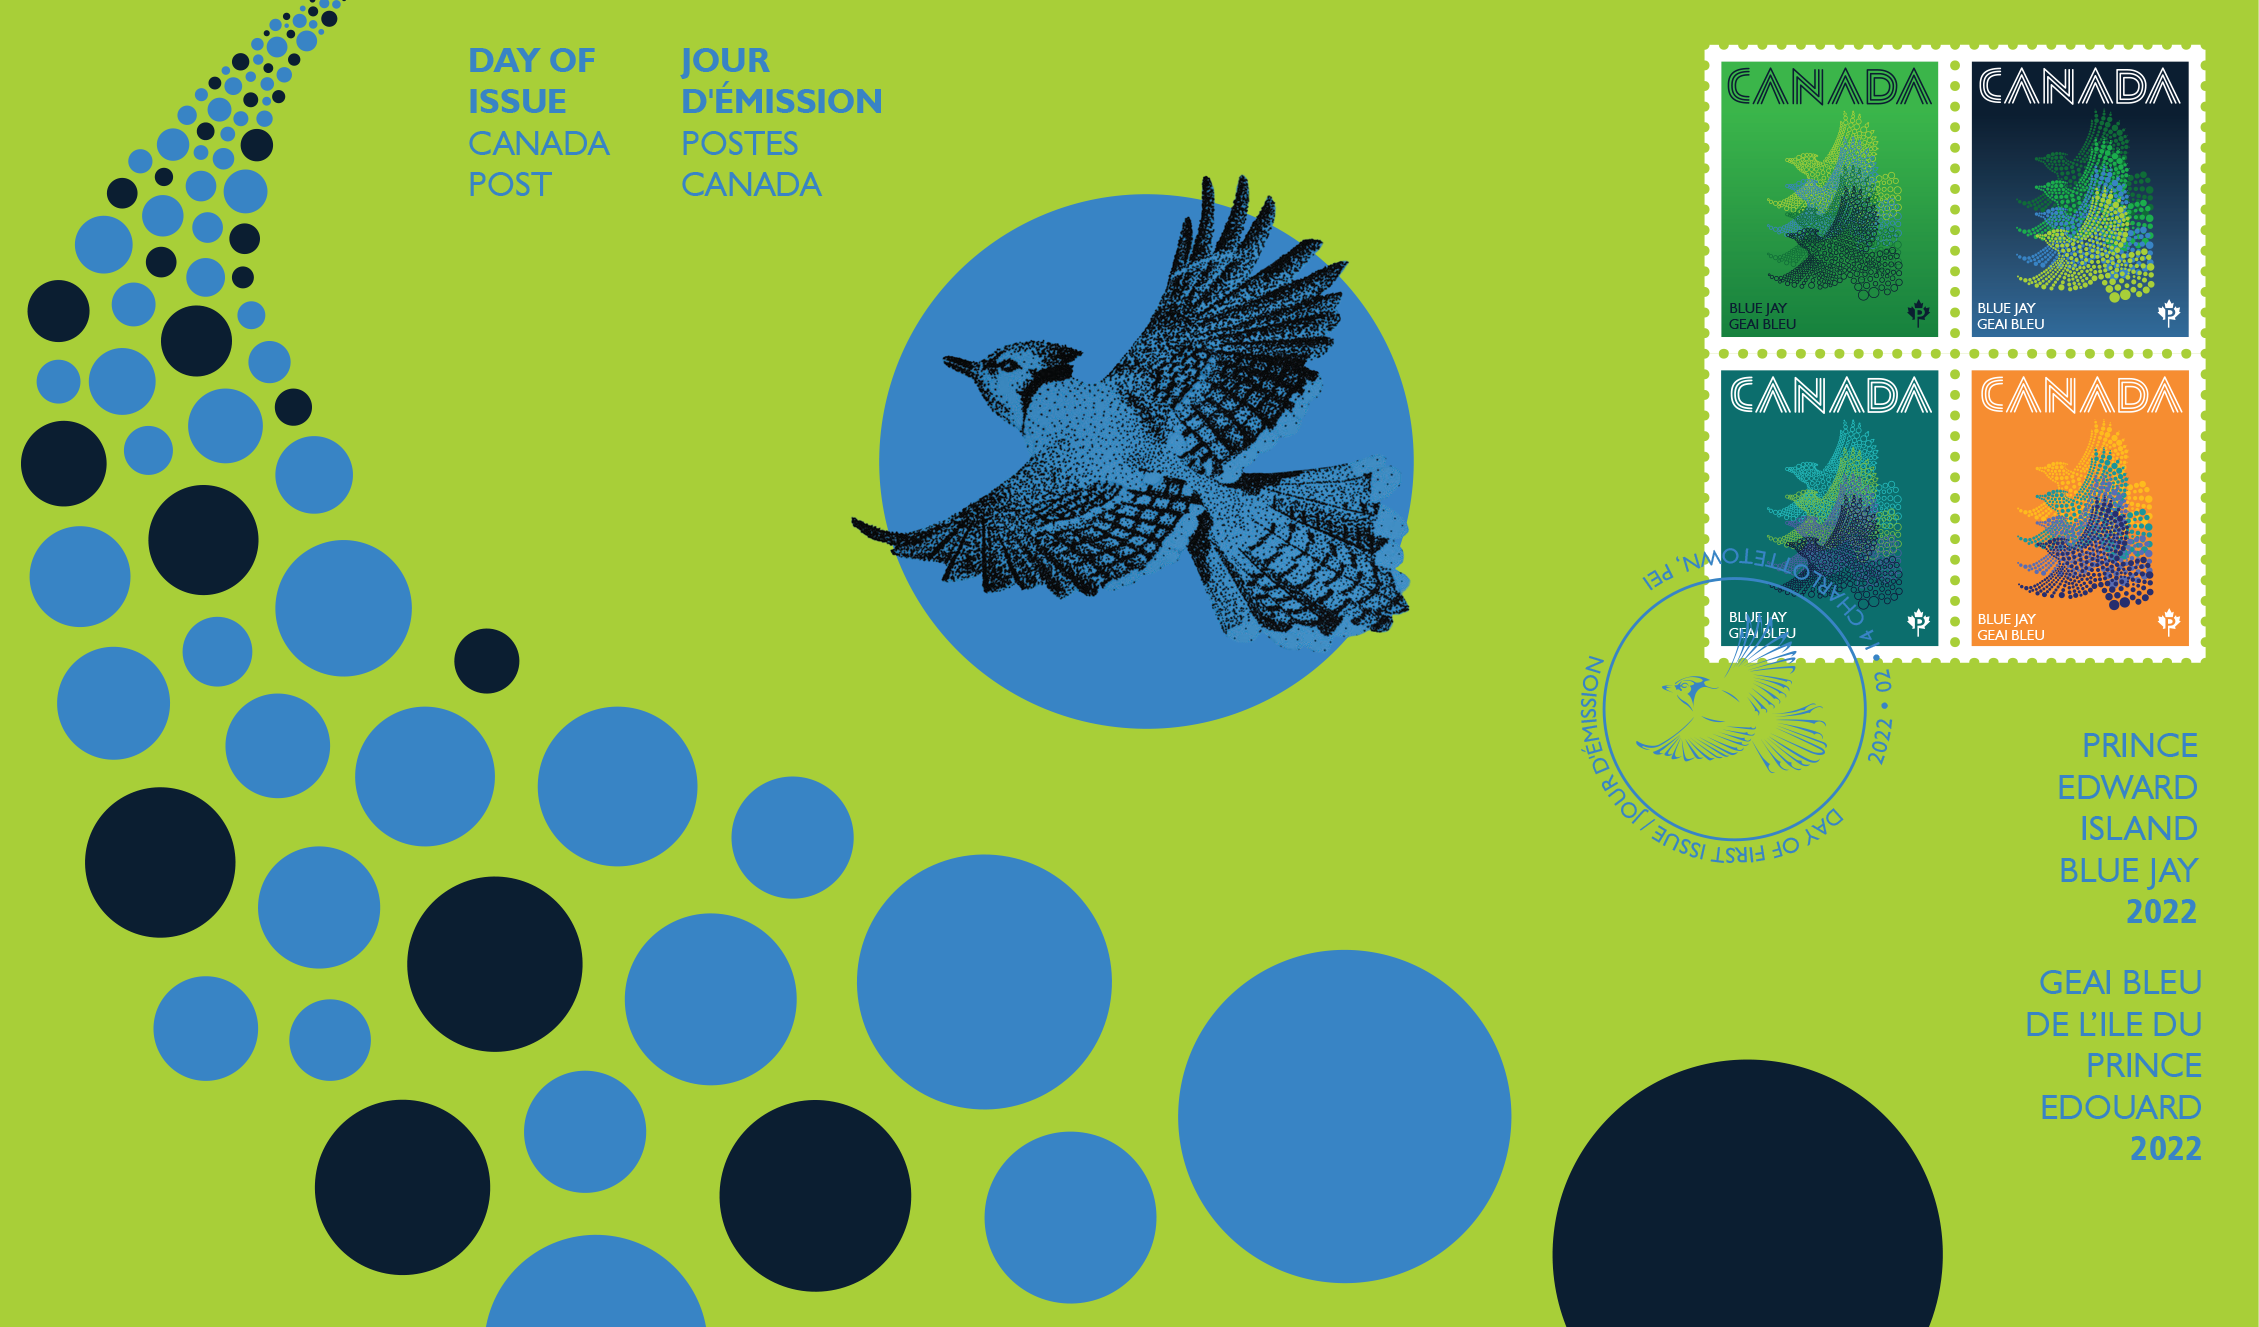 DAY OF
ISSUE
CANADA
POST
JOUR
D'ÉMISSION
POSTES
CANADA
CANADA
BLUE JAY
GEAI BLEU
P
CANADA
BLUE JAY
GEAI BLEU
P
CANADA
BLUE JAY
GEAI BLEU
P
CANADA
BLUE JAY
GEAI BLEU
P
2022 • 02 • 14 CHARLOTTETOWN, PEI
DAY OF FIRST ISSUE / JOUR D'ÉMISSION
PRINCE
EDWARD
ISLAND
BLUE JAY
2022
GEAI BLEU
DE L’ILE DU
PRINCE
EDOUARD
2022